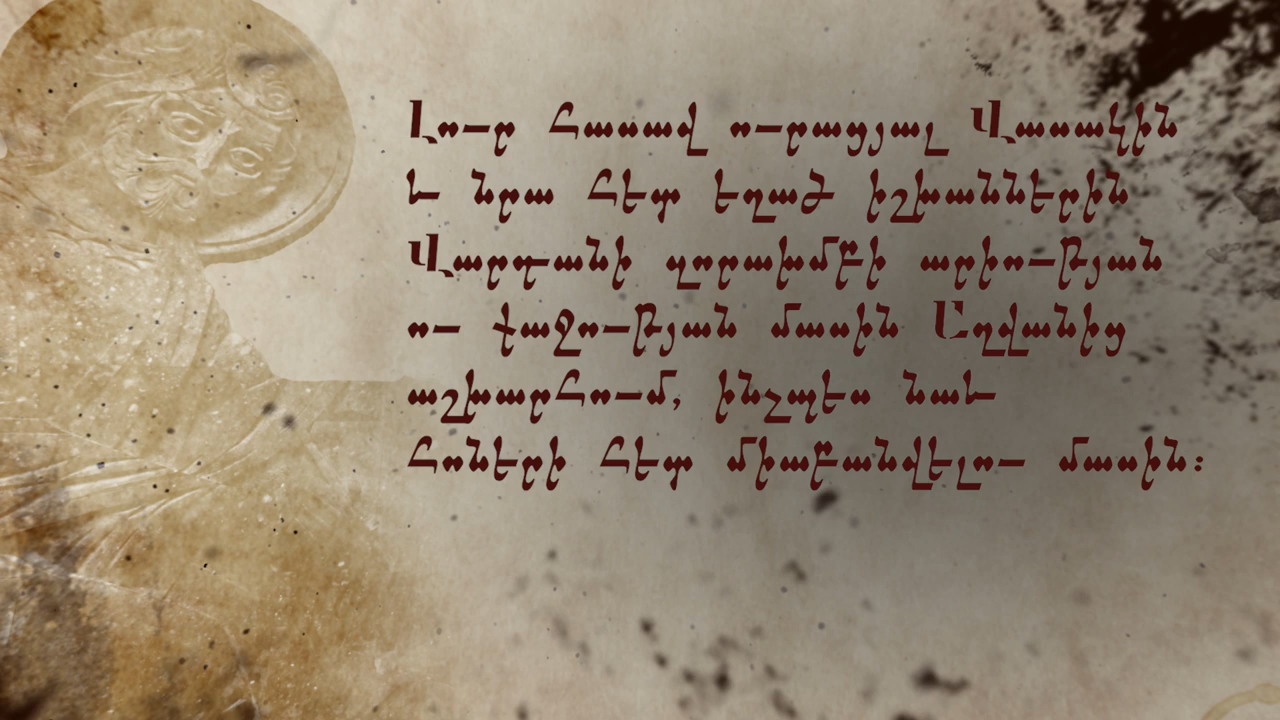 Լուր հասավ ուրացյալ Վասակին
և նրա հետ եղած իշխաններին
Վարդանի զորախմբի արիության
ու քաջության մասին Աղվանից
աշխարհում, ինչպես նաև
հոների հետ միաբանվելու մասին։